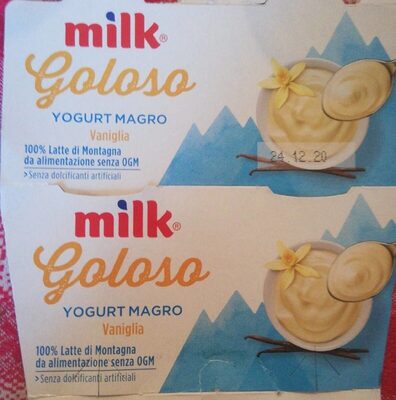 milk®
Goloso
YOGURT MAGRO
Vaniglia
100% Latte di Montagna
da alimentazione senza OGM
> Senza dolcificanti artificiali
24 12 20
milk®
Goloso
YOGURT MAGRO
Vaniglia
100% Latte di Montagna
da alimentazione senza OGM
> Senza dolcificanti artificiali